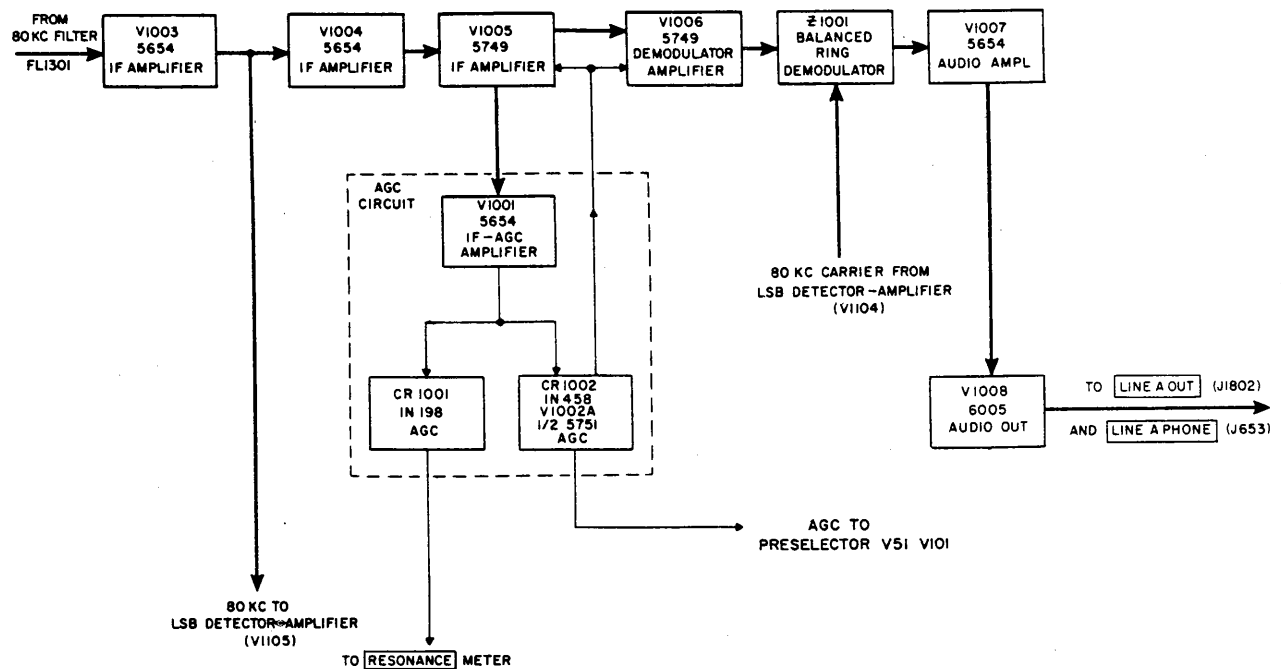 FROM
80 KC FILTER
FL1301
V1003
5654
IF AMPLIFIER
V1004
5654
IF AMPLIFIER
V1005
5749
IF AMPLIFIER
V1006
5749
DEMODULATOR
AMPLIFIER
Z1001
BALANCED
RING
DEMODULATOR
V1007
5654
AUDIO AMPL
AGC
CIRCUIT
V1001
5654
IF-AGC
AMPLIFIER
80 KC CARRIER FROM
LSB DETECTOR-AMPLIFIER
(V1104)
CR 1001
IN 198
AGC
CR 1002
IN 458
V1002A
1/2 5751
AGC
V1008
6005
AUDIO OUT
TO LINE A OUT (J1802)
AND LINE A PHONE (J653)
AGC TO
PRESELECTOR V51 V101
80 KC TO
LSB DETECTOR-AMPLIFIER
(V1105)
TO RESONANCE METER